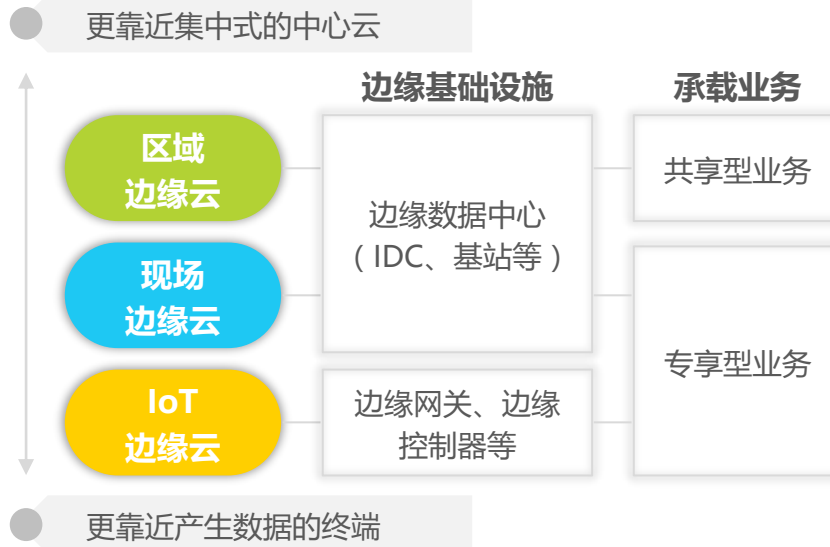 更靠近集中式的中心云
边缘基础设施
承载业务
区域
边缘云
边缘数据中心
（IDC、基站等）
共享型业务
现场
边缘云
专享型业务
IoT
边缘云
边缘网关、边缘
控制器等
更靠近产生数据的终端